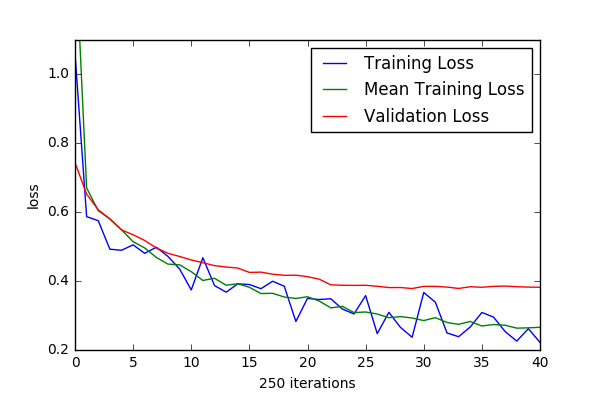 Training Loss
Mean Training Loss
Validation Loss
1.0
0.8
0.6
0.4
0.2
loss
0 5 10 15 20 25 30 35 40
250 iterations